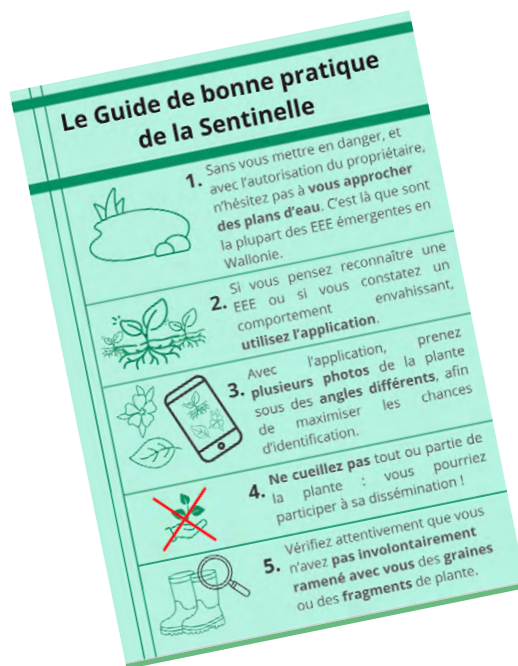 Le Guide de bonne pratique
de la Sentinelle
1. Sans vous mettre en danger, et
avec l'autorisation du propriétaire,
n'hésitez pas à vous approcher
des plans d'eau. C'est là que sont
la plupart des EEE émergentes en
Wallonie.
2. Si vous pensez reconnaître une
EEE ou si vous constatez un
comportement envahissant,
utilisez l'application.
3. Avec l'application, prenez
plusieurs photos de la plante
sous des angles différents, afin
de maximiser les chances
d'identification.
4. Ne cueillez pas tout ou partie de
la plante : vous pourriez
participer à sa dissémination !
5. Vérifiez attentivement que vous
n'avez pas involontairement
ramené avec vous des graines
ou des fragments de plante.